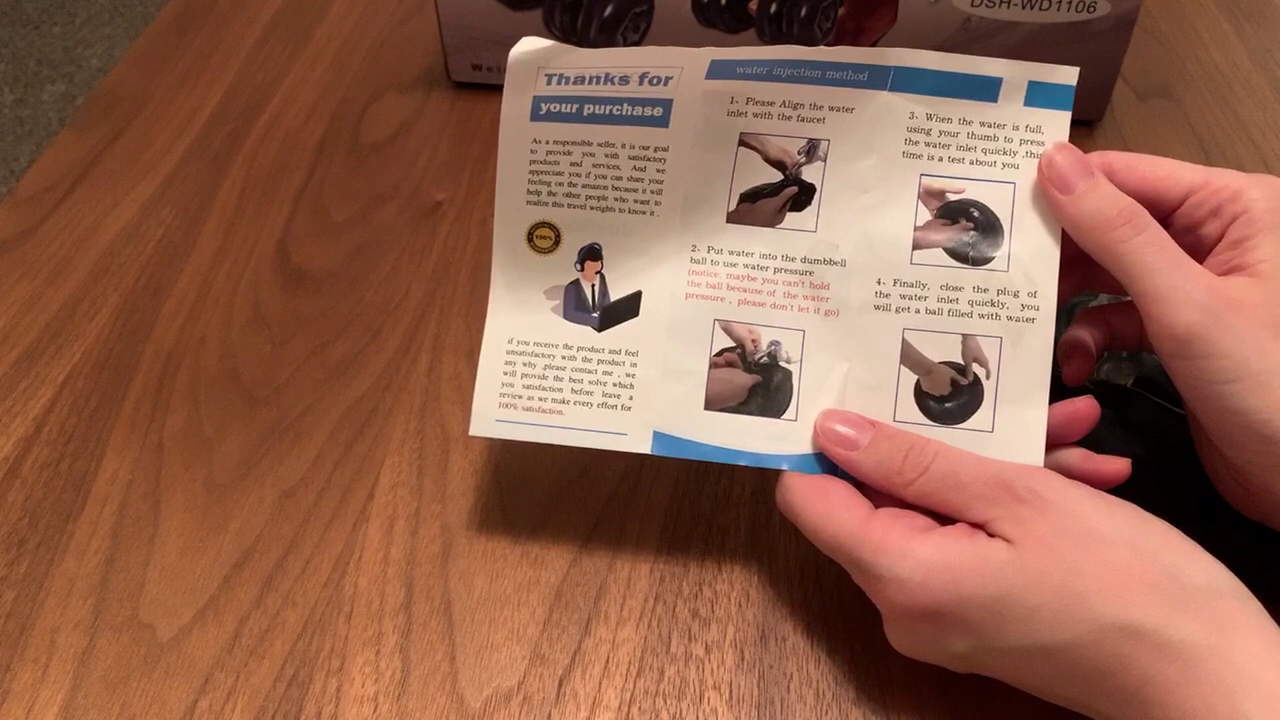 DSH-WD1106
Wei
Thanks for
your purchase
As a responsible seller, it is our goal
to provide you with satisfactory
products and services, And we
appreciate you if you can share your
feeling on the amazon because it will
help the other people who want to
realize this travel weights to know it .
100%
if you receive the product and feel
unsatisfactory with the product in
any why .please contact me , we
will provide the best solve which
you satisfaction before leave a
review as we make every effort for
100% satisfaction.
water injection method
1、Please Align the water
inlet with the faucet
2、Put water into the dumbbell
ball to use water pressure
(notice: maybe you can't hold
the ball because of the water
pressure , please don't let it go)
3、When the water is full,
using your thumb to press
the water inlet quickly ,this
time is a test about you
4、Finally, close the plug of
the water inlet quickly, you
will get a ball filled with water